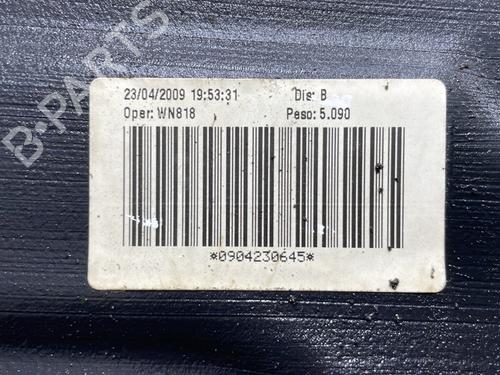 B-PARTS
23/04/2009 19:53:31 Dis: B
Oper: WN818 Peso: 5.090
*0904230645*